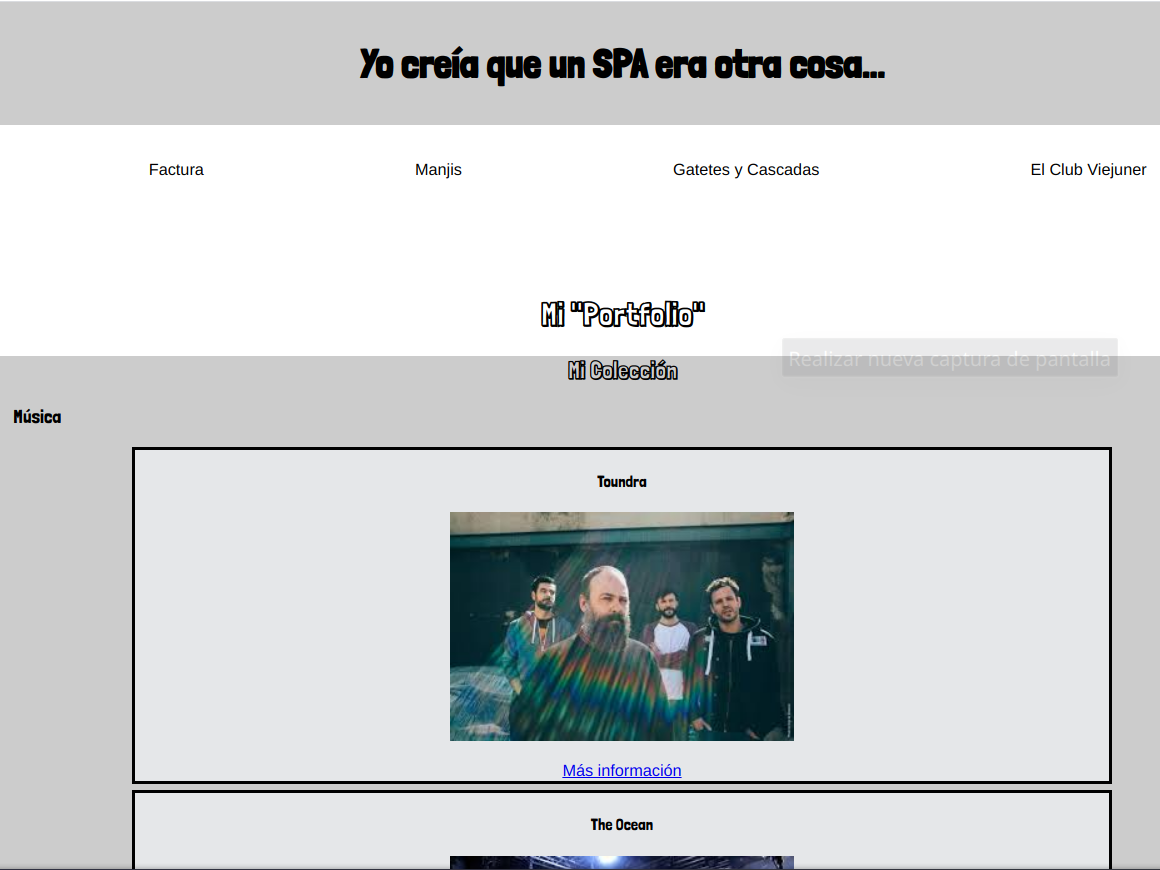 Yo creía que un SPA era otra cosa...
Factura
Manjis
Gatetes y Cascadas
El Club Viejuner
Mi "Portfolio"
Realizar nueva captura de pantalla
Mi Colección
Música
Toundra
Más información
The Ocean